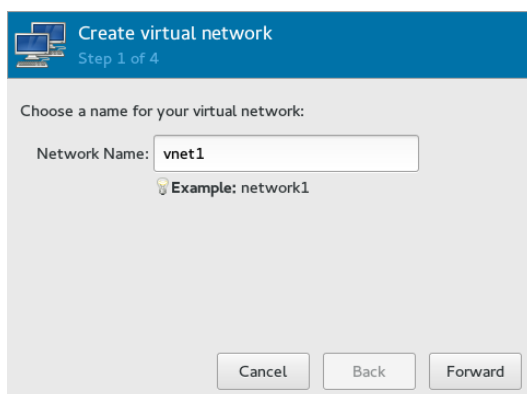 Create virtual network
Step 1 of 4
Choose a name for your virtual network:
Network Name: vnet1
Example: network1
Cancel Back Forward